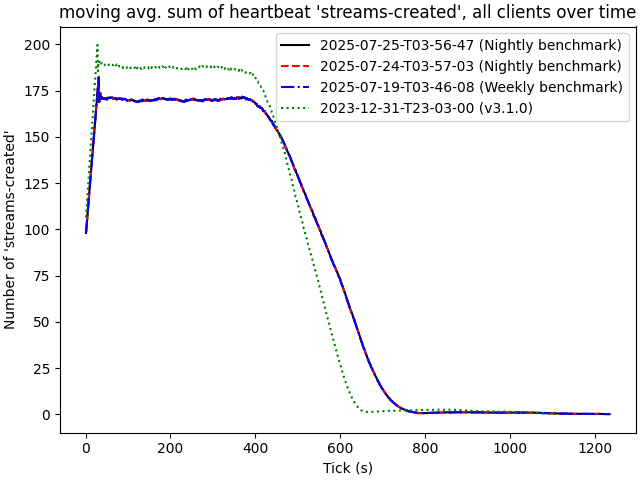 moving avg. sum of heartbeat 'streams-created', all clients over time
200
175
150
125
100
75
50
25
0
Number of 'streams-created'
2025-07-25-T03-56-47 (Nightly benchmark)
2025-07-24-T03-57-03 (Nightly benchmark)
2025-07-19-T03-46-08 (Weekly benchmark)
2023-12-31-T23-03-00 (v3.1.0)
0 200 400 600 800 1000 1200
Tick (s)